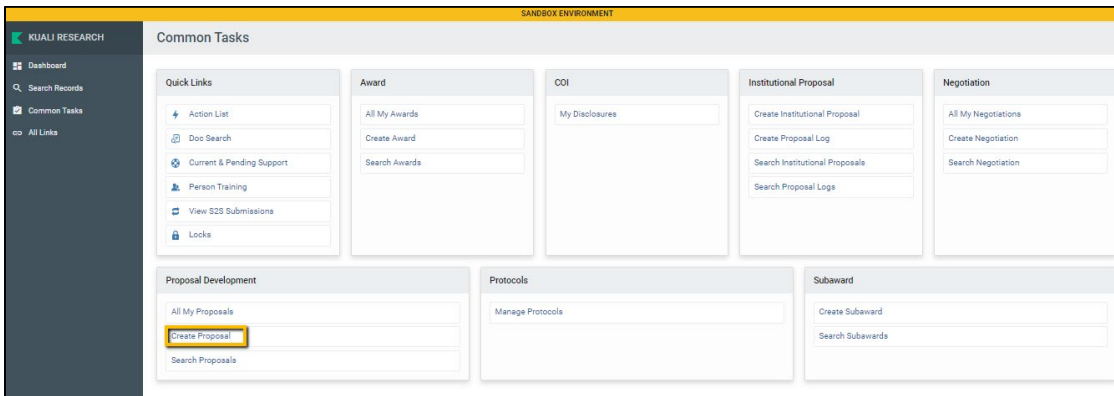 SANDBOX ENVIRONMENT
KUALI RESEARCH
Dashboard
Search Records
Common Tasks
All Links
Common Tasks
Quick Links
Action List
Doc Search
Current & Pending Support
Person Training
View S2S Submissions
Locks
Award
All My Awards
Create Award
Search Awards
COI
My Disclosures
Institutional Proposal
Create Institutional Proposal
Create Proposal Log
Search Institutional Proposals
Search Proposal Logs
Negotiation
All My Negotiations
Create Negotiation
Search Negotiation
Proposal Development
All My Proposals
Create Proposal
Search Proposals
Protocols
Manage Protocols
Subaward
Create Subaward
Search Subawards